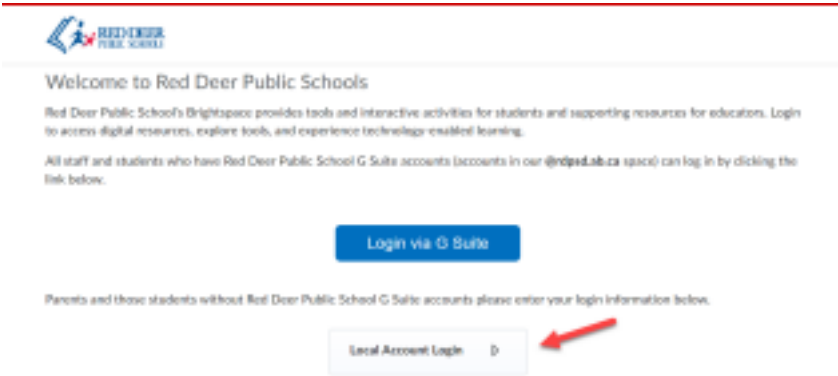 RED DEER
PUBLIC SCHOOLS
Welcome to Red Deer Public Schools
Red Deer Public School's Brightspace provides tools and interactive activities for students and supporting resources for educators. Login
to access digital resources, explore tools, and experience technology-enabled learning.
All staff and students who have Red Deer Public School G Suite accounts (accounts in our @rdpsd.ab.ca space) can log in by clicking the
link below.
Login via G Suite
Parents and those students without Red Deer Public School G Suite accounts please enter your login information below.
Local Account Login